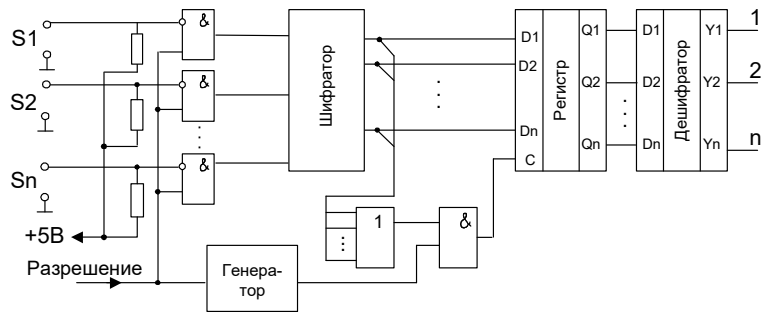 S1
&
Шифратор
D1
Q1
D1
Y1
1
Регистр
Дешифратор
S2
&
D2
Q2
D2
Y2
2
Sn
&
Dn
Qn
Dn
Yn
n
C
+5В
1
&
Разрешение
Генера-
тор